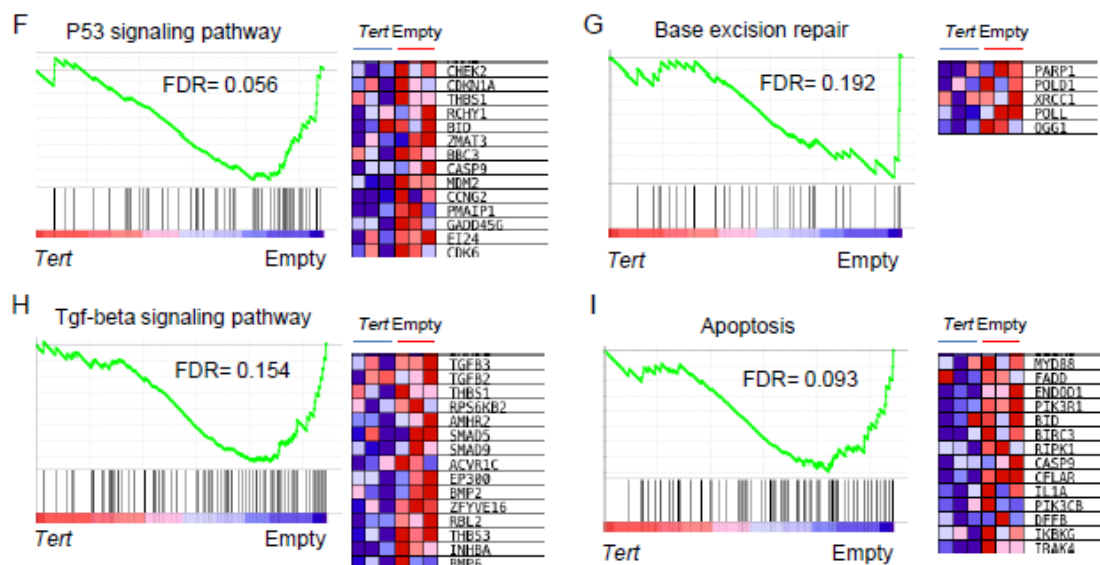 F
P53 signaling pathway
FDR= 0.056
Tert Empty
CHEK2
CDKN1A
THBS1
RCHY1
BID
ZMAT3
BBC3
CASP9
MDM2
CCNG2
PMAIP1
GADD45G
EI24
CDK6
Tert Empty
G
Base excision repair
FDR= 0.192
Tert Empty
PARP1
POLD1
XRCC1
POLL
OGG1
Tert Empty
H
Tgf-beta signaling pathway
FDR= 0.154
Tert Empty
TGFB3
TGFB2
THBS1
RPS6KB2
AMHR2
SMAD5
SMAD9
ACVR1C
EP300
BMP2
ZFYVE16
RBL2
THBS3
INHBA
BMP6
Tert Empty
I
Apoptosis
FDR= 0.093
Tert Empty
MYD88
FADD
ENDOD1
PIK3R1
BID
BIRC3
RIPK1
CASP9
CFLAR
IL1A
PIK3CB
DFFB
IKBKG
IRAK4
Tert Empty